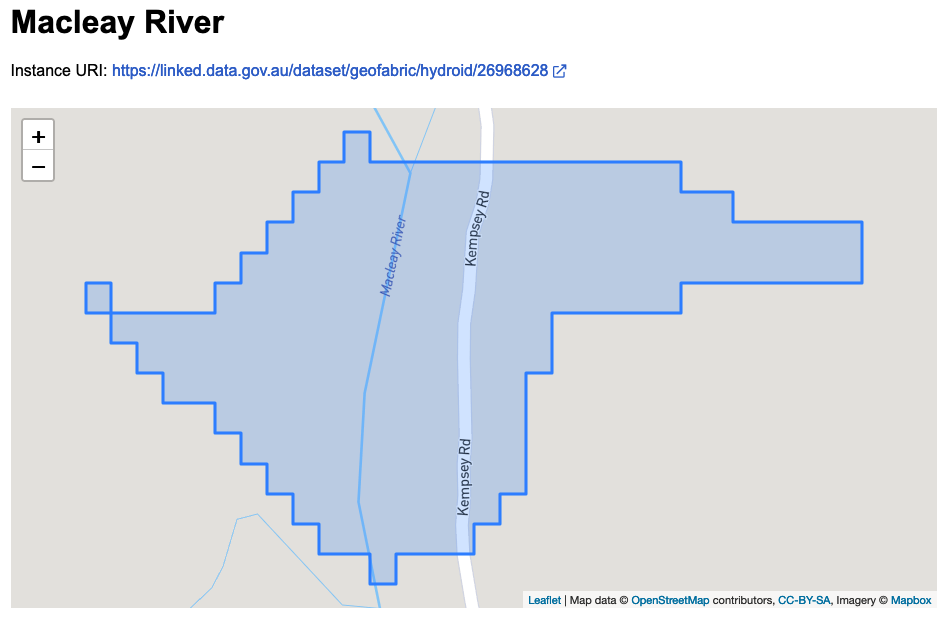 Macleay River
Instance URI: https://linked.data.gov.au/dataset/geofabric/hydroid/26968628
+
−
Kempsey Rd
Macleay River
Kempsey Rd
Leaflet | Map data © OpenStreetMap contributors, CC-BY-SA, Imagery © Mapbox